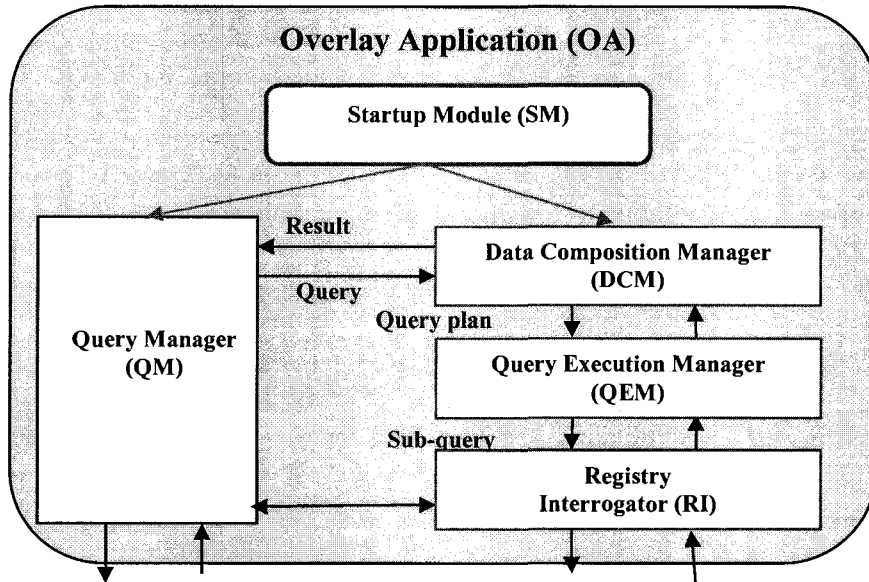 Overlay Application (OA)
Startup Module (SM)
Result
Query
Data Composition Manager
(DCM)
Query Manager
(QM)
Query plan
Query Execution Manager
(QEM)
Sub-query
Registry
Interrogator (RI)